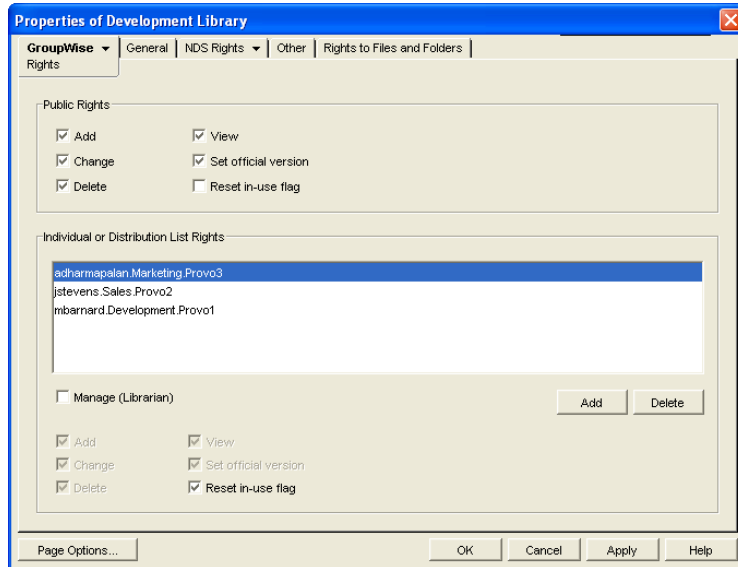 Properties of Development Library
GroupWise General NDS Rights Other Rights to Files and Folders
Rights
Public Rights
Add View
Change Set official version
Delete Reset in-use flag
Individual or Distribution List Rights
adharmapalan.Marketing.Provo3
jstevens.Sales.Provo2
mbarnard.Development.Provo1
Manage (Librarian) Add Delete
Add View
Change Set official version
Delete Reset in-use flag
Page Options... OK Cancel Apply Help